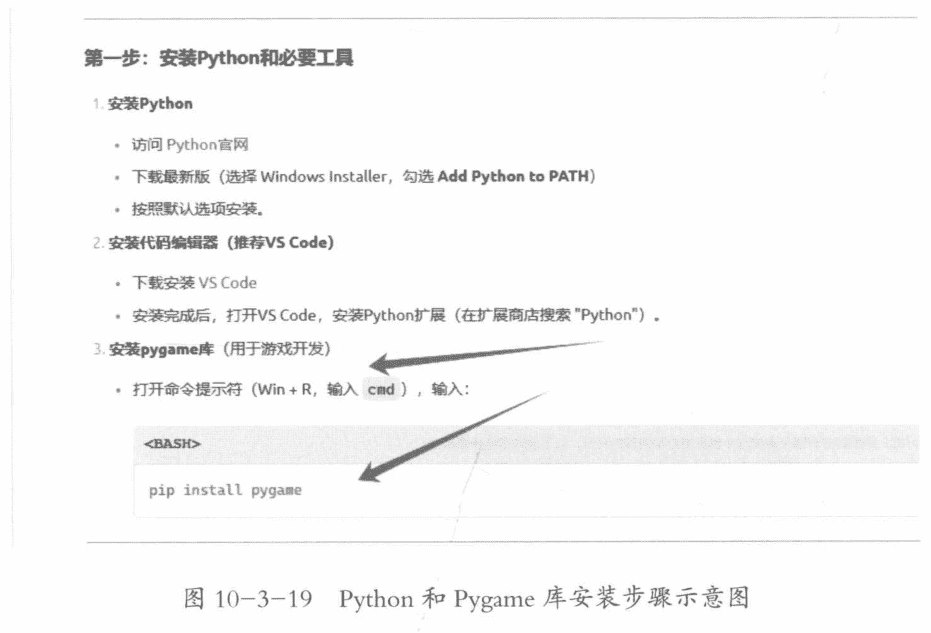 第一步：安装Python和必要工具
1. 安装Python
• 访问 Python官网
• 下载最新版（选择 Windows Installer，勾选 Add Python to PATH）
• 按照默认选项安装。
2. 安装代码编辑器（推荐VS Code）
• 下载安装 VS Code
• 安装完成后，打开VS Code，安装Python扩展（在扩展商店搜索 "Python"）。
3. 安装pygame库（用于游戏开发）
• 打开命令提示符（Win + R，输入 cmd ），输入：
<BASH>
pip install pygame
图 10-3-19 Python 和 Pygame 库安装步骤示意图